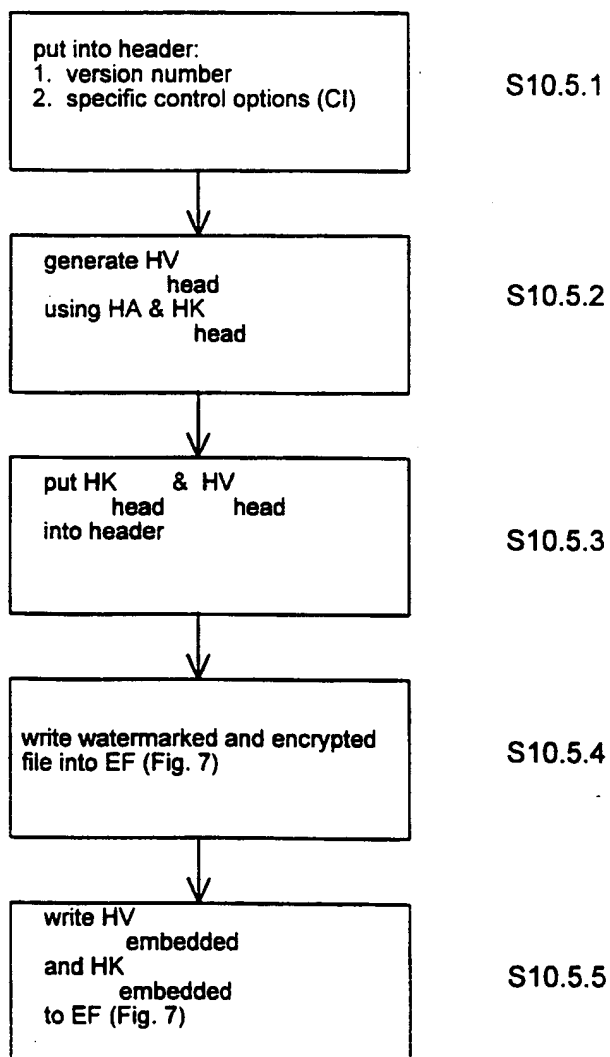 put into header:
1. version number
2. specific control options (CI)
S10.5.1
generate HV
head
using HA & HK
head
S10.5.2
put HK & HV
head head
into header
S10.5.3
write watermarked and encrypted
file into EF (Fig. 7)
S10.5.4
write HV
embedded
and HK
embedded
to EF (Fig. 7)
S10.5.5